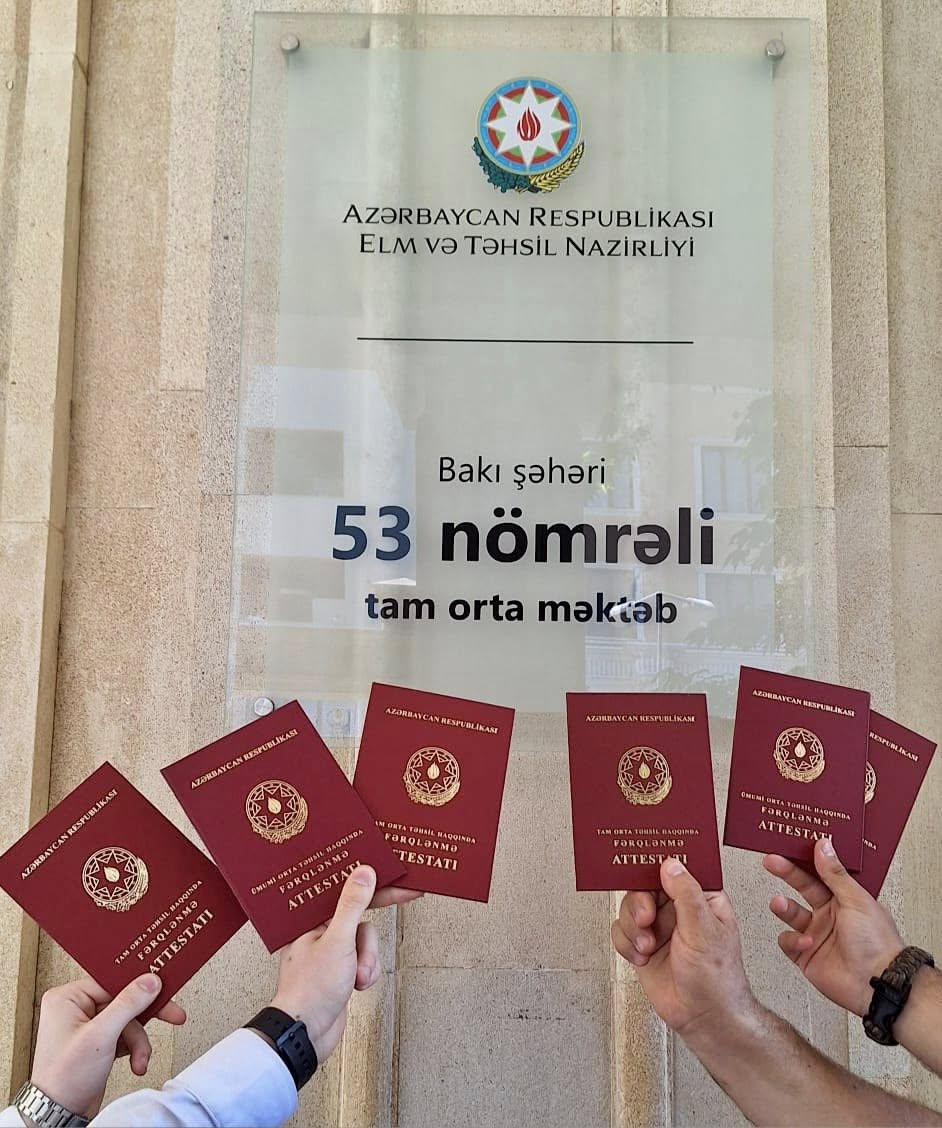 AZƏRBAYCAN RESPUBLİKASI
ELM VƏ TƏHSİL NAZİRLİYİ
Bakı şəhəri
53 nömrəli
tam orta məktəb
AZƏRBAYCAN RESPUBLİKASI
TAM ORTA TƏHSİL HAQQINDA
FƏRQLƏNMƏ
ATTESTATI
AZƏRBAYCAN RESPUBLİKASI
ÜMUMİ ORTA TƏHSİL HAQQINDA
FƏRQLƏNMƏ
ATTESTATI
AZƏRBAYCAN RESPUBLİKASI
ORTA TƏHSİL HAQQINDA
FƏRQLƏNMƏ
ATTESTATI
AZƏRBAYCAN RESPUBLİKASI
TAM ORTA TƏHSİL HAQQINDA
FƏRQLƏNMƏ
ATTESTATI
AZƏRBAYCAN RESPUBLİKASI
ÜMUMİ ORTA TƏHSİL HAQQINDA
FƏRQLƏNMƏ
ATTESTATI
RESPUBLİKASI
HAQQINDA